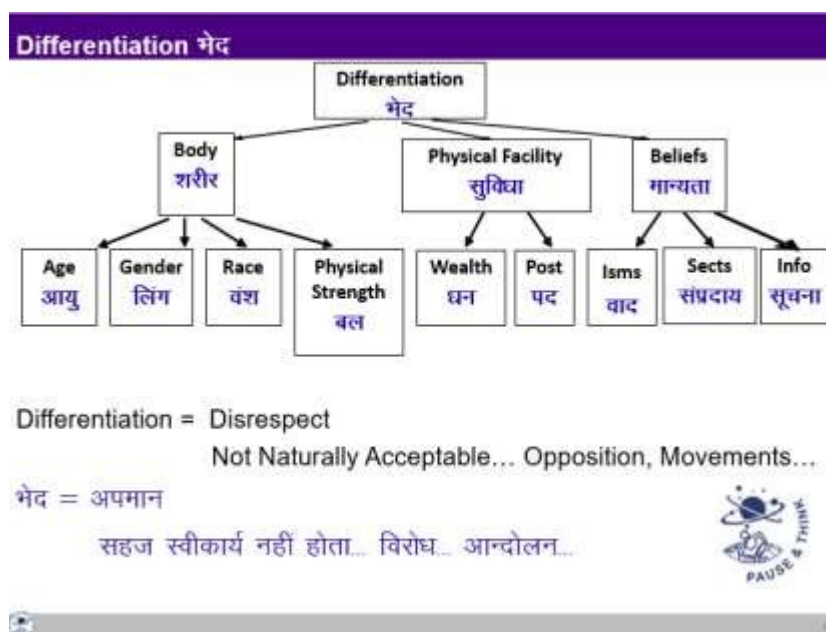 Differentiation भेद
Differentiation
भेद
Body
शरीर
Physical Facility
सुविधा
Beliefs
मान्यता
Age
आयु
Gender
लिंग
Race
वंश
Physical
Strength
बल
Wealth
धन
Post
पद
Isms
वाद
Sects
संप्रदाय
Info
सूचना
Differentiation = Disrespect
Not Naturally Acceptable... Opposition, Movements...
भेद = अपमान
सहज स्वीकार्य नहीं होता... विरोध... आन्दोलन...
PAUSE & THINK